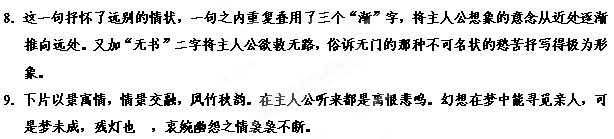 8．这一句抒怀了远别的情状，一句之内重复叠用了三个“渐”字，将主人公想象的意念从近处逐渐
推向远处。又加“无书”二字将主人公欲救无路，俗诉无门的那种不可名状的愁苦抒写得极为形
象。
9．下片以景寓情，情景交融，风竹秋韵。在主人公听来都是离恨悲鸣。幻想在梦中能寻觅亲人，可
是梦未成，残灯也　，哀婉幽怨之情袅袅不断。